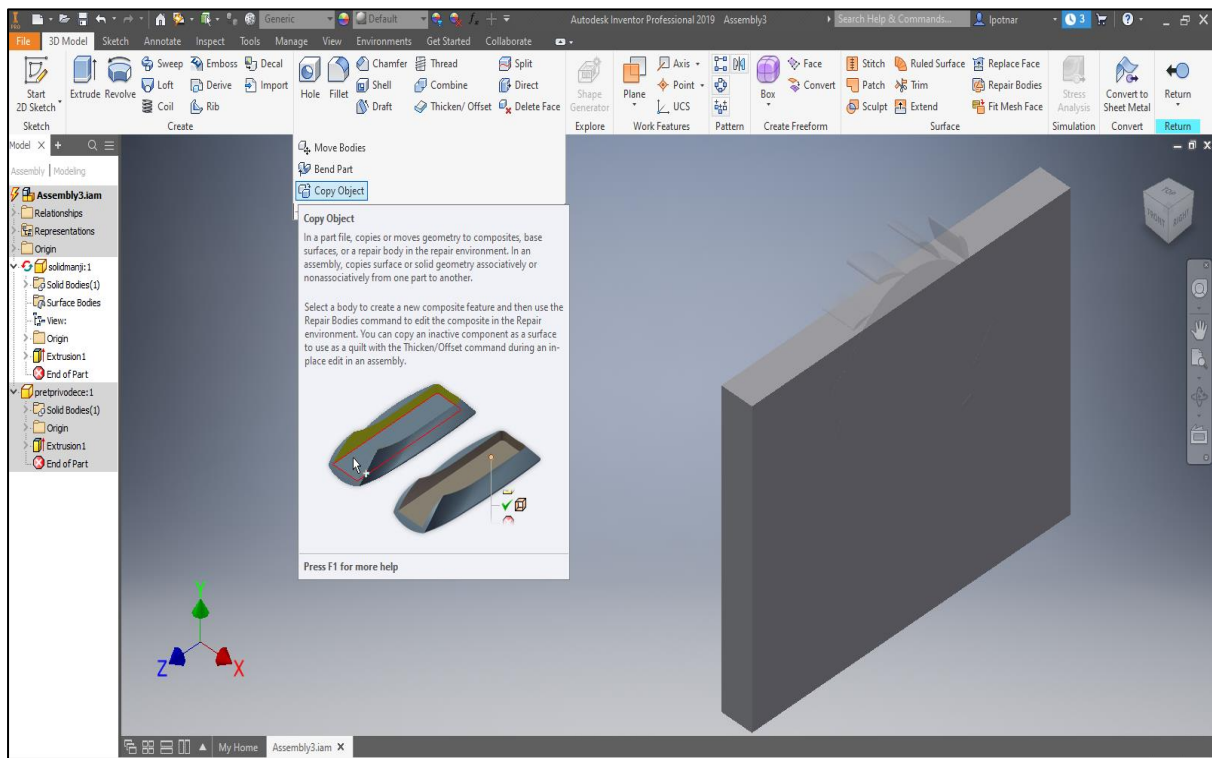 PRO
Generic
Default
Autodesk Inventor Professional 2019 Assembly3
Search Help & Commands...
lpotnar
3
File 3D Model Sketch Annotate Inspect Tools Manage View Environments Get Started Collaborate
Start
2D Sketch
Extrude Revolve
Sweep Emboss Decal
Loft Derive Import
Coil Rib
Hole Fillet
Chamfer Thread Split
Shell Combine Direct
Draft Thicken/ Offset Delete Face
Shape
Generator
Plane
Axis
Point
UCS
Box
Face
Convert
Stitch Ruled Surface Replace Face
Patch Trim Repair Bodies
Sculpt Extend Fit Mesh Face
Stress
Analysis
Convert to
Sheet Metal
Return
Sketch Create Explore Work Features Pattern Create Freeform Surface Simulation Convert Return
Move Bodies
Bend Part
Copy Object
Model
Assembly Modeling
Assembly3.iam
Relationships
Representations
Origin
solidmanji:1
Solid Bodies(1)
Surface Bodies
View:
Origin
Extrusion1
End of Part
pretprivodece:1
Solid Bodies(1)
Origin
Extrusion1
End of Part
Copy Object
In a part file, copies or moves geometry to composites, base
surfaces, or a repair body in the repair environment. In an
assembly, copies surface or solid geometry associatively or
nonassociatively from one part to another.
Select a body to create a new composite feature and then use the
Repair Bodies command to edit the composite in the Repair
environment. You can copy an inactive component as a surface
to use as a quilt with the Thicken/Offset command during an in-
place edit in an assembly.
Press F1 for more help
TOP
FRONT
RIGHT
Y
Z
X
My Home
Assembly3.iam